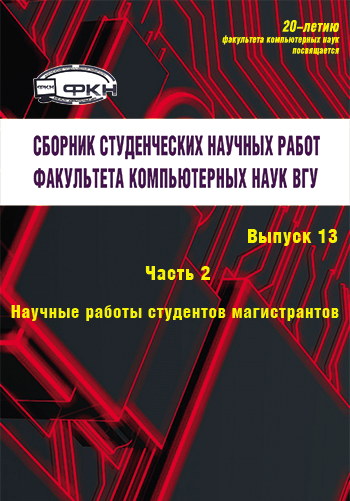 20-летию
факультета компьютерных наук
посвящается
ФКН ФКН
СБОРНИК СТУДЕНЧЕСКИХ НАУЧНЫХ РАБОТ
ФАКУЛЬТЕТА КОМПЬЮТЕРНЫХ НАУК ВГУ
Выпуск 13
Часть 2
Научные работы студентов магистрантов